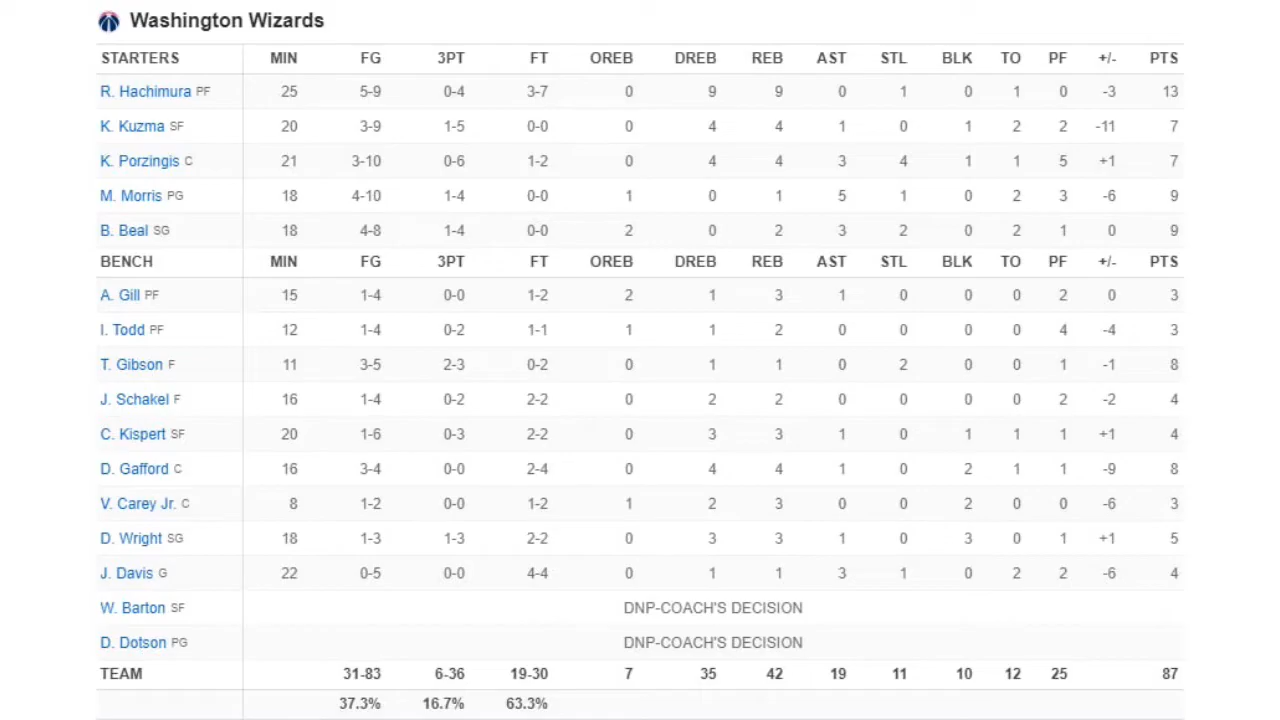 Washington Wizards
STARTERS MIN FG 3PT FT OREB DREB REB AST STL BLK TO PF +/- PTS
R. Hachimura PF 25 5-9 0-4 3-7 0 9 9 0 1 0 1 0 -3 13
K. Kuzma SF 20 3-9 1-5 0-0 0 4 4 1 0 1 2 2 -11 7
K. Porzingis C 21 3-10 0-6 1-2 0 4 4 3 4 1 1 5 +1 7
M. Morris PG 18 4-10 1-4 0-0 1 0 1 5 1 0 2 3 -6 9
B. Beal SG 18 4-8 1-4 0-0 2 0 2 3 2 0 2 1 0 9
BENCH MIN FG 3PT FT OREB DREB REB AST STL BLK TO PF +/- PTS
A. Gill PF 15 1-4 0-0 1-2 2 1 3 1 0 0 0 2 0 3
I. Todd PF 12 1-4 0-2 1-1 1 1 2 0 0 0 0 4 -4 3
T. Gibson F 11 3-5 2-3 0-2 0 1 1 0 2 0 0 1 -1 8
J. Schakel F 16 1-4 0-2 2-2 0 2 2 0 0 0 0 2 -2 4
C. Kispert SF 20 1-6 0-3 2-2 0 3 3 1 0 1 1 1 +1 4
D. Gafford C 16 3-4 0-0 2-4 0 4 4 1 0 2 1 1 -9 8
V. Carey Jr. C 8 1-2 0-0 1-2 1 2 3 0 0 2 0 0 -6 3
D. Wright SG 18 1-3 1-3 2-2 0 3 3 1 0 3 0 1 +1 5
J. Davis G 22 0-5 0-0 4-4 0 1 1 3 1 0 2 2 -6 4
W. Barton SF DNP-COACH'S DECISION
D. Dotson PG DNP-COACH'S DECISION
TEAM 31-83 6-36 19-30 7 35 42 19 11 10 12 25 87
37.3% 16.7% 63.3%